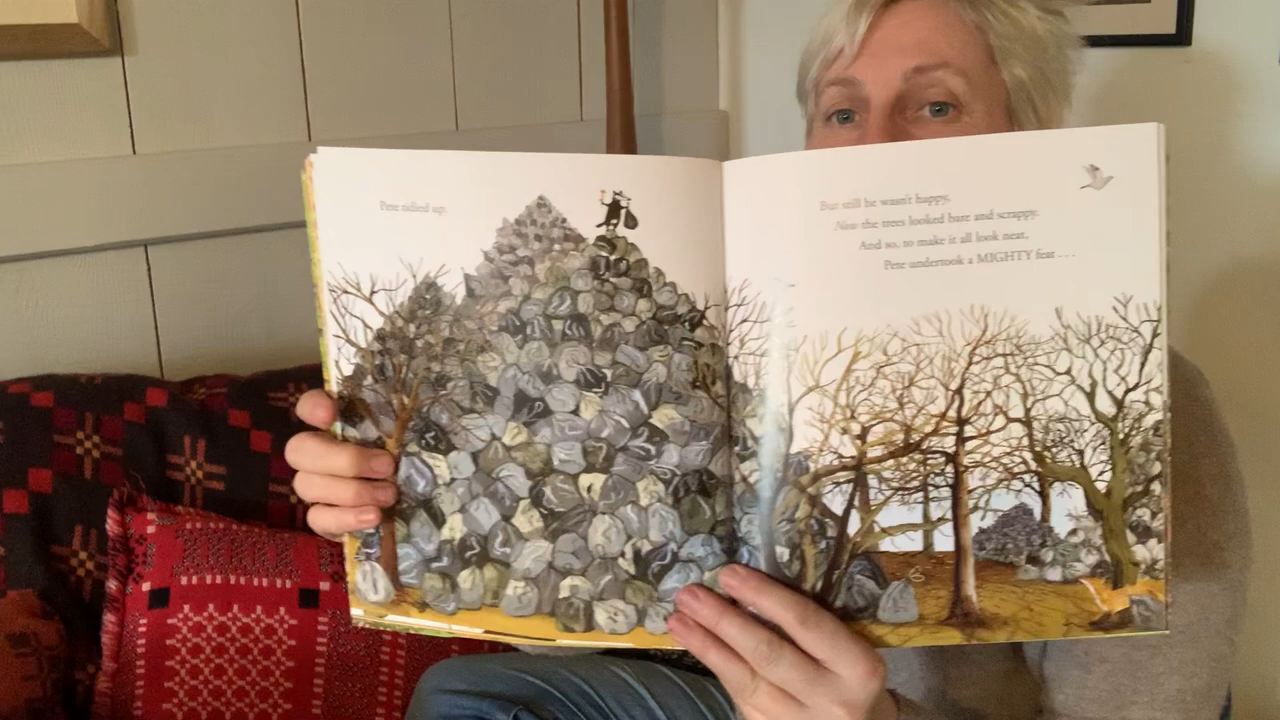 Pete tidied up.
But still he wasn't happy,
Now the trees looked bare and scrappy.
And so, to make it all look neat,
Pete undertook a MIGHTY feat . . .